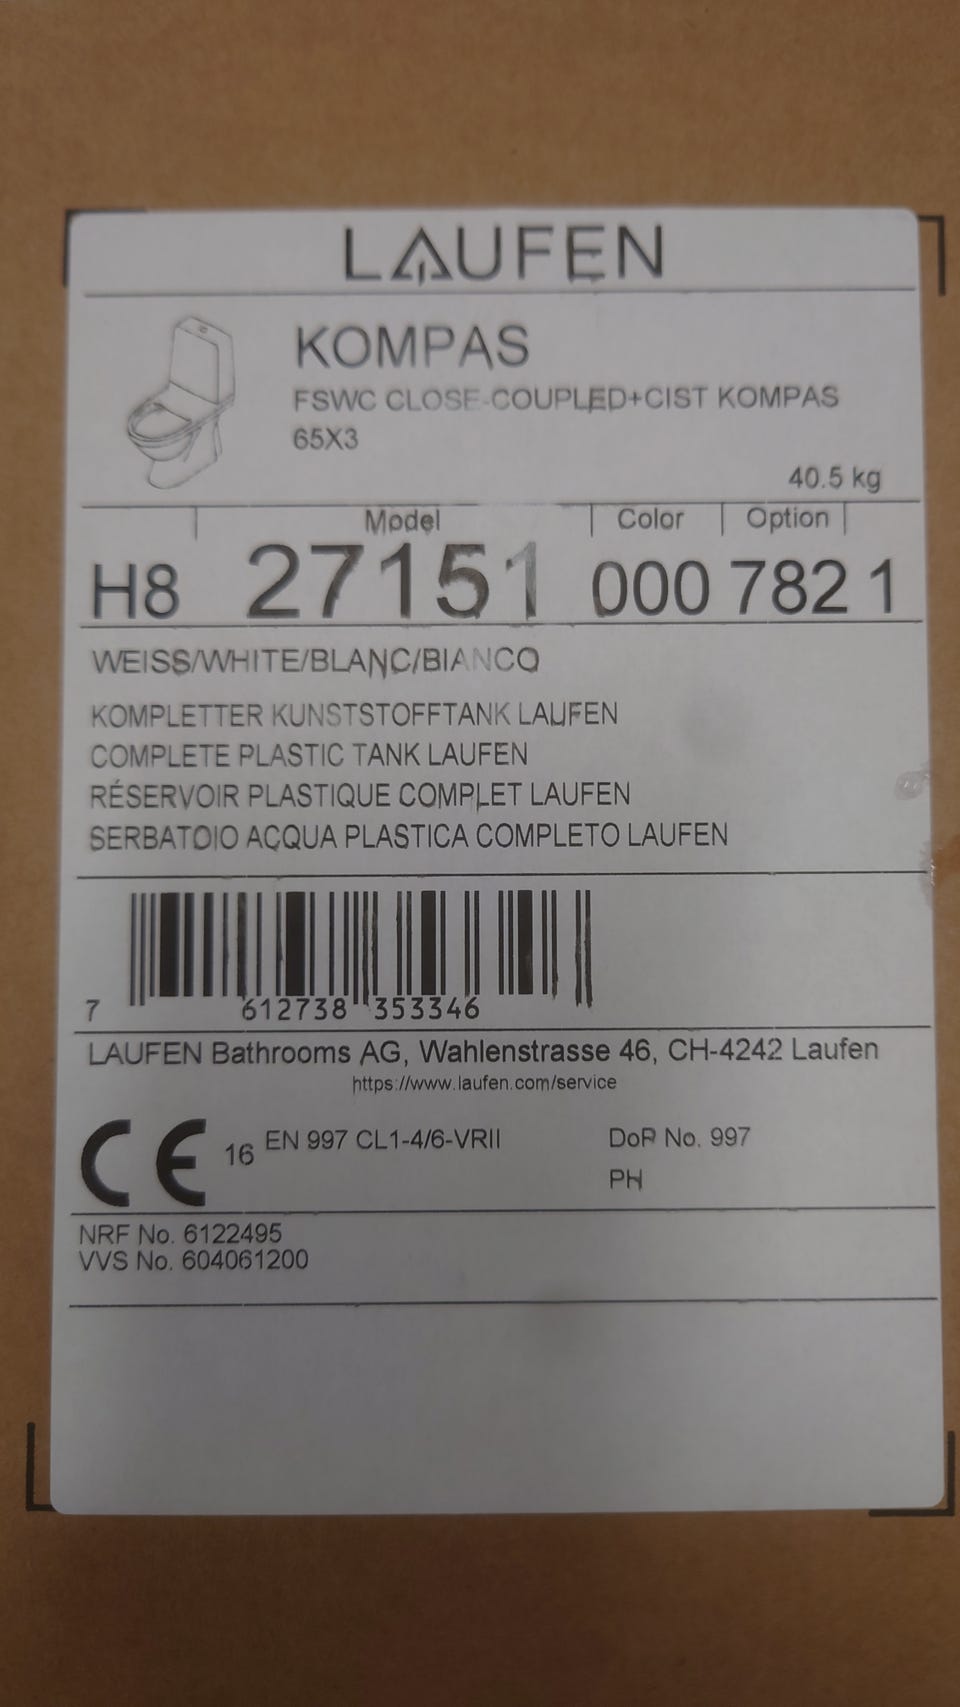 LAUFEN
KOMPAS
FSWC CLOSE-COUPLED+CIST KOMPAS
65X3
40.5 kg
Model Color Option
H8 27151 000 782 1
WEISS/WHITE/BLANC/BIANCO
KOMPLETTER KUNSTSTOFFTANK LAUFEN
COMPLETE PLASTIC TANK LAUFEN
RÉSERVOIR PLASTIQUE COMPLET LAUFEN
SERBATOIO ACQUA PLASTICA COMPLETO LAUFEN
7 612738 353346
LAUFEN Bathrooms AG, Wahlenstrasse 46, CH-4242 Laufen
https://www.laufen.com/service
CE 16 EN 997 CL1-4/6-VRII DoP No. 997
PH
NRF No. 6122495
VVS No. 604061200